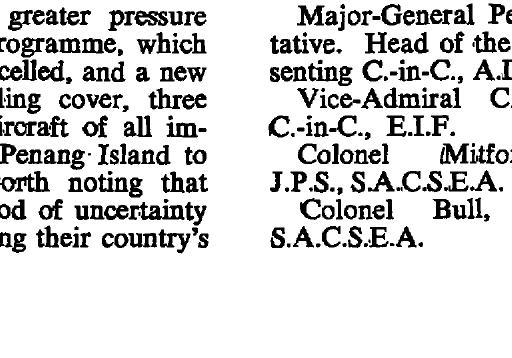 greater pressure
rogramme, which
celled, and a new
ling cover, three
ircraft of all im-
Penang Island to
orth noting that
od of uncertainty
ng their country's
Major-General Pe
tative. Head of the
senting C.-in-C., A.D
Vice-Admiral C.
C.-in-C., E.I.F.
Colonel Mitfor
J.P.S., S.A.C.S.E.A.
Colonel Bull,
S.A.C.S.E.A.